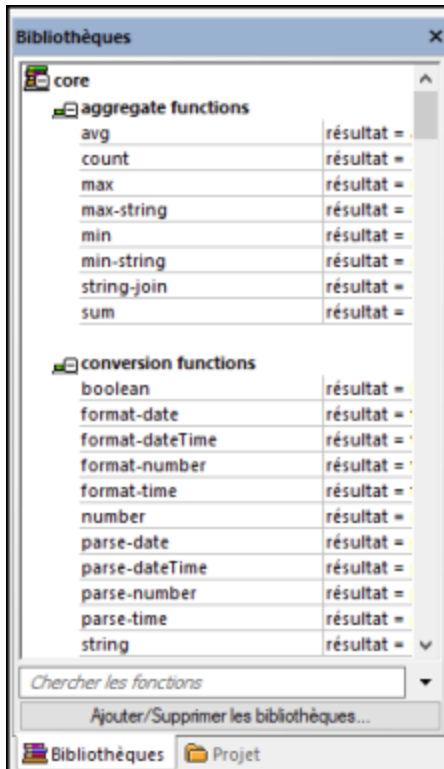 Bibliothèques
core
aggregate functions
avg résultat =
count résultat =
max résultat =
max-string résultat =
min résultat =
min-string résultat =
string-join résultat =
sum résultat =
conversion functions
boolean résultat =
format-date résultat =
format-dateTime résultat =
format-number résultat =
format-time résultat =
number résultat =
parse-date résultat =
parse-dateTime résultat =
parse-number résultat =
parse-time résultat =
string résultat =
Chercher les fonctions
Ajouter/Supprimer les bibliothèques...
Bibliothèques Projet